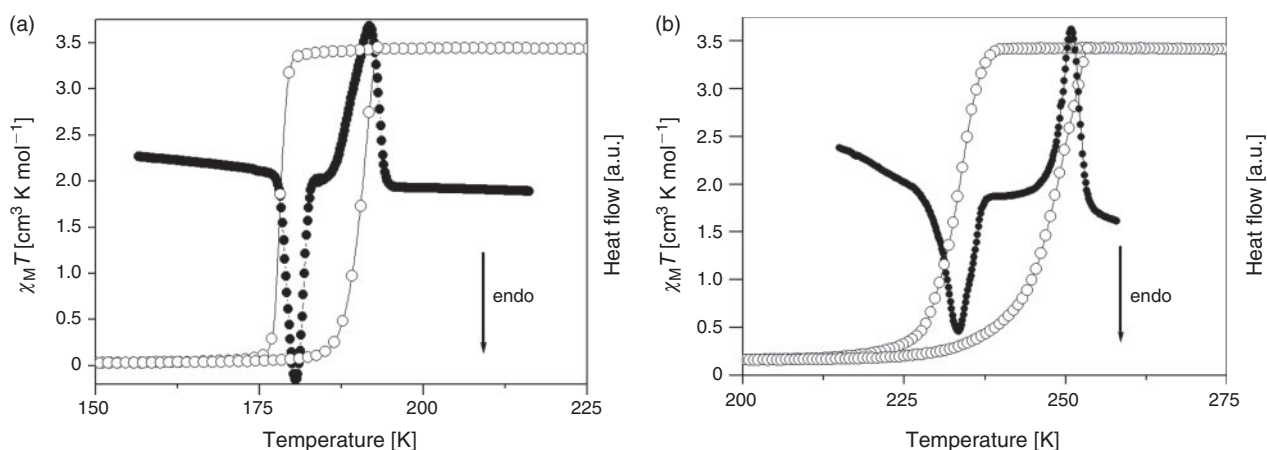 (a)
3.5
3.0
2.5
2.0
1.5
1.0
0.5
0
χMT [cm3 K mol−1]
150
175
200
225
Temperature [K]
Heat flow [a.u.]
endo
(b)
3.5
3.0
2.5
2.0
1.5
1.0
0.5
0
χMT [cm3 K mol−1]
200
225
250
275
Temperature [K]
Heat flow [a.u.]
endo